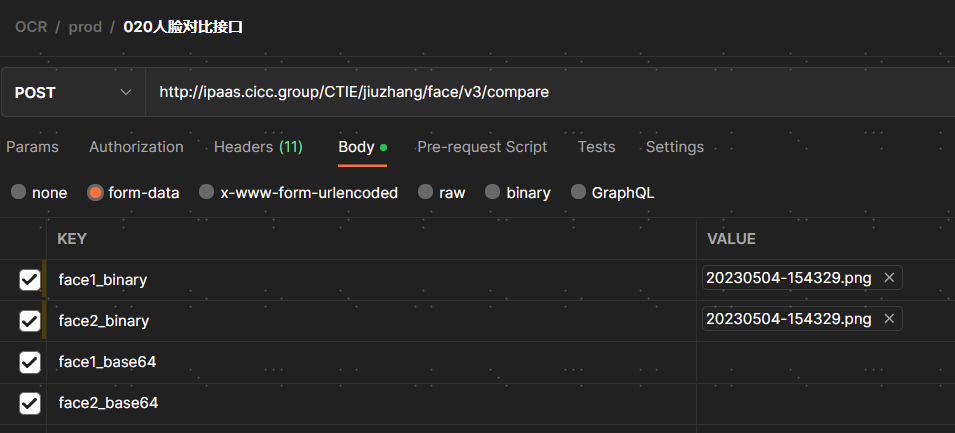 OCR / prod / 020人脸对比接口
POST http://ipaas.cicc.group/CTIE/jiuzhang/face/v3/compare
Params Authorization Headers (11) Body Pre-request Script Tests Settings
none form-data x-www-form-urlencoded raw binary GraphQL
KEY VALUE
face1_binary 20230504-154329.png
face2_binary 20230504-154329.png
face1_base64
face2_base64